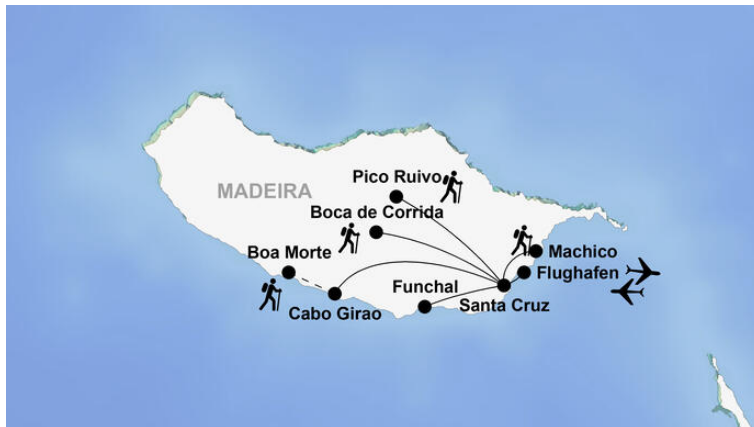 Pico Ruivo
MADEIRA
Boca de Corrida
Boa Morte
Machico
Flughafen
Funchal
Santa Cruz
Cabo Girao